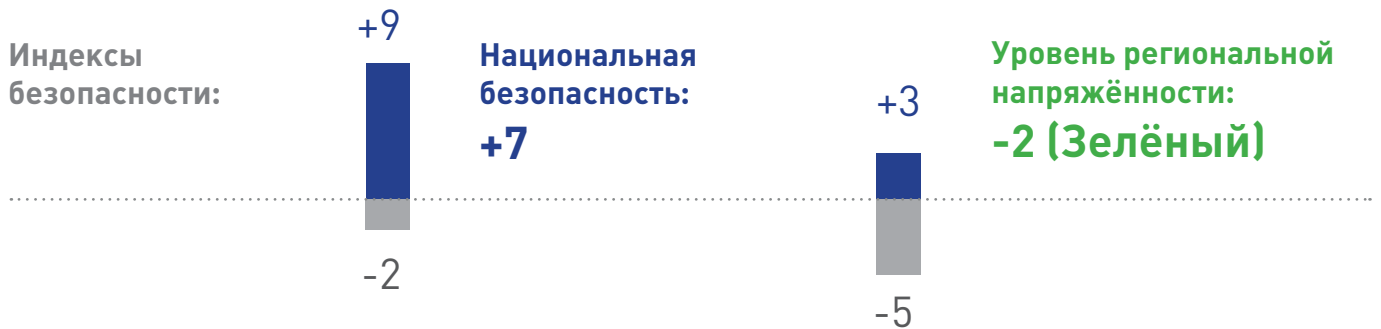 Индексы
безопасности:
+9
-2
Национальная
безопасность:
+7
+3
-5
Уровень региональной
напряжённости:
-2 (Зелёный)